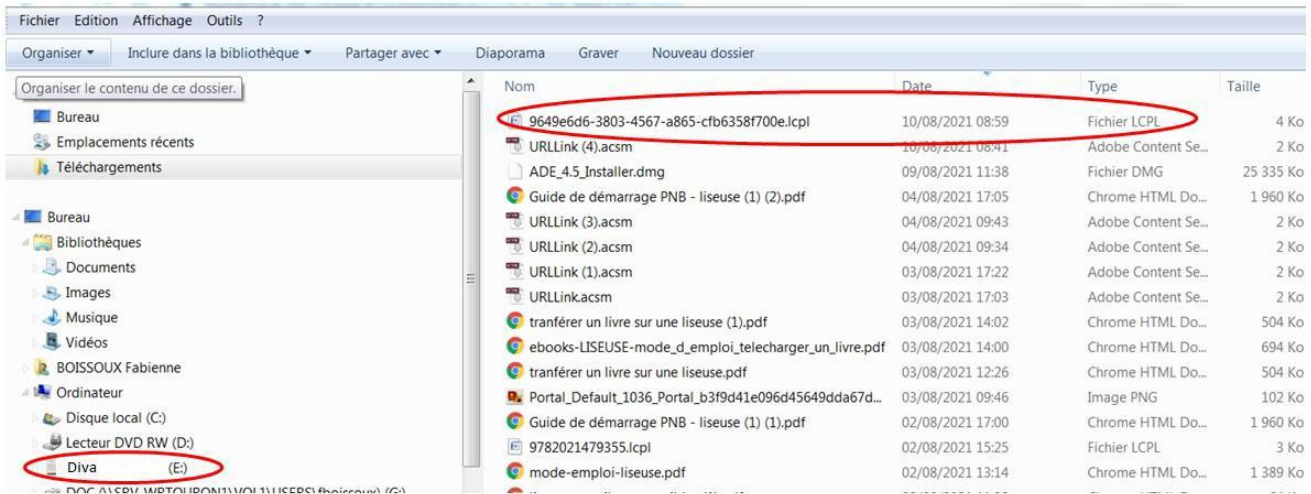 Fichier Edition Affichage Outils ?
Organiser Inclure dans la bibliothèque Partager avec Diaporama Graver Nouveau dossier
Organiser le contenu de ce dossier.
Bureau
Emplacements récents
Téléchargements
Bureau
Bibliothèques
Documents
Images
Musique
Vidéos
BOISSOUX Fabienne
Ordinateur
Disque local (C:)
Lecteur DVD RW (D:)
Diva (E:)
Nom Date Type Taille
9649e6d6-3803-4567-a865-cfb6358f700e.lcpl 10/08/2021 08:59 Fichier LCPL 4 Ko
URLLink (4).acsm 10/08/2021 08:41 Adobe Content Se... 2 Ko
ADE_4.5_Installer.dmg 09/08/2021 11:38 Fichier DMG 25 335 Ko
Guide de démarrage PNB - liseuse (1) (2).pdf 04/08/2021 17:05 Chrome HTML Do... 1 960 Ko
URLLink (3).acsm 04/08/2021 09:43 Adobe Content Se... 2 Ko
URLLink (2).acsm 04/08/2021 09:34 Adobe Content Se... 2 Ko
URLLink (1).acsm 03/08/2021 17:22 Adobe Content Se... 2 Ko
URLLink.acsm 03/08/2021 17:03 Adobe Content Se... 2 Ko
tranférer un livre sur une liseuse (1).pdf 03/08/2021 14:02 Chrome HTML Do... 504 Ko
ebooks-LISEUSE-mode_d_emploi_telecharger_un_livre.pdf 03/08/2021 14:00 Chrome HTML Do... 694 Ko
tranférer un livre sur une liseuse.pdf 03/08/2021 12:26 Chrome HTML Do... 504 Ko
Portal_Default_1036_Portal_b3f9d41e096d45649dda67d... 03/08/2021 09:46 Image PNG 102 Ko
Guide de démarrage PNB - liseuse (1) (1).pdf 02/08/2021 17:00 Chrome HTML Do... 1 960 Ko
9782021479355.lcpl 02/08/2021 15:25 Fichier LCPL 3 Ko
mode-emploi-liseuse.pdf 02/08/2021 13:14 Chrome HTML Do... 1 389 Ko